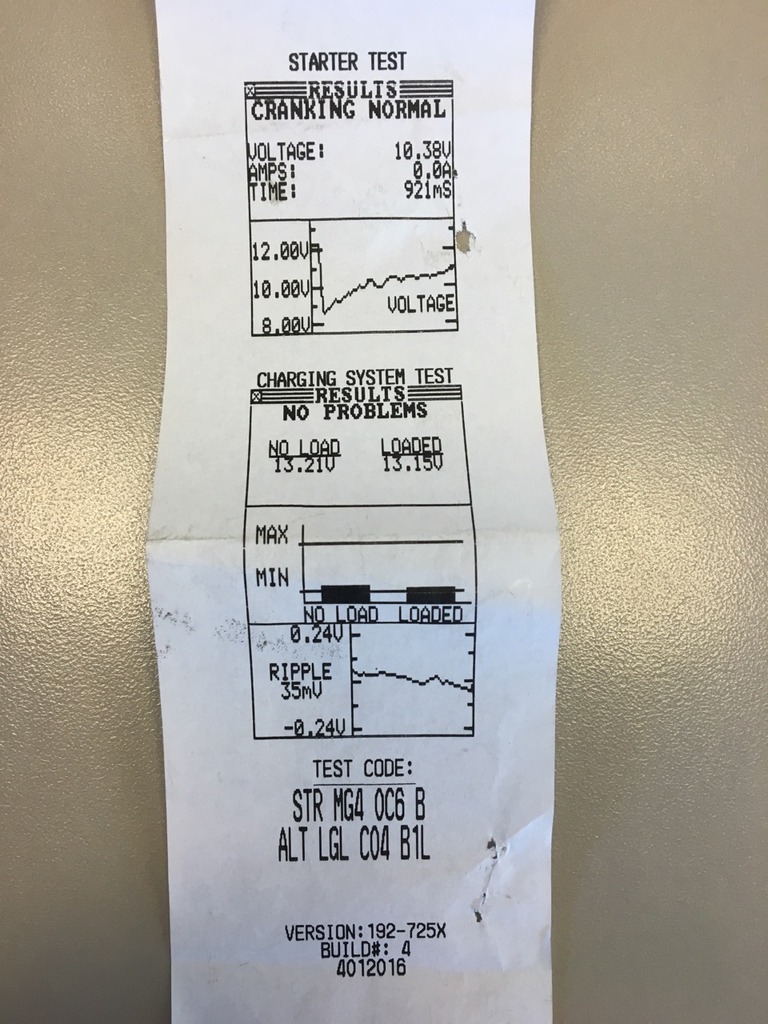 STARTER TEST
RESULTS
CRANKING NORMAL
VOLTAGE: 10.38V
AMPS: 0.0A
TIME: 921mS
12.00V
10.00V
VOLTAGE
8.00V
CHARGING SYSTEM TEST
RESULTS
NO PROBLEMS
NO LOAD LOADED
13.21V 13.15V
MAX
MIN
NO LOAD LOADED
0.24V
RIPPLE
35mV
-0.24V
TEST CODE:
STR MG4 0C6 B
ALT LGL C04 B1L
VERSION:192-725X
BUILD#: 4
4012016